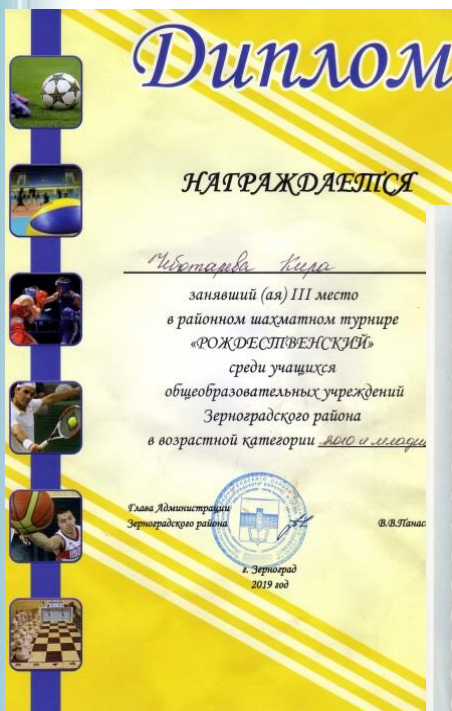 Диплом
НАГРАЖДАЕТСЯ
Чеботарева Кира
занявший (ая) III место
в районном шахматном турнире
«РОЖДЕСТВЕНСКИЙ»
среди учащихся
общеобразовательных учреждений
Зерноградского района
в возрастной категории 2010 и младш
Глава Администрации
Зерноградского района В.В.Панас
г. Зерноград
2019 год